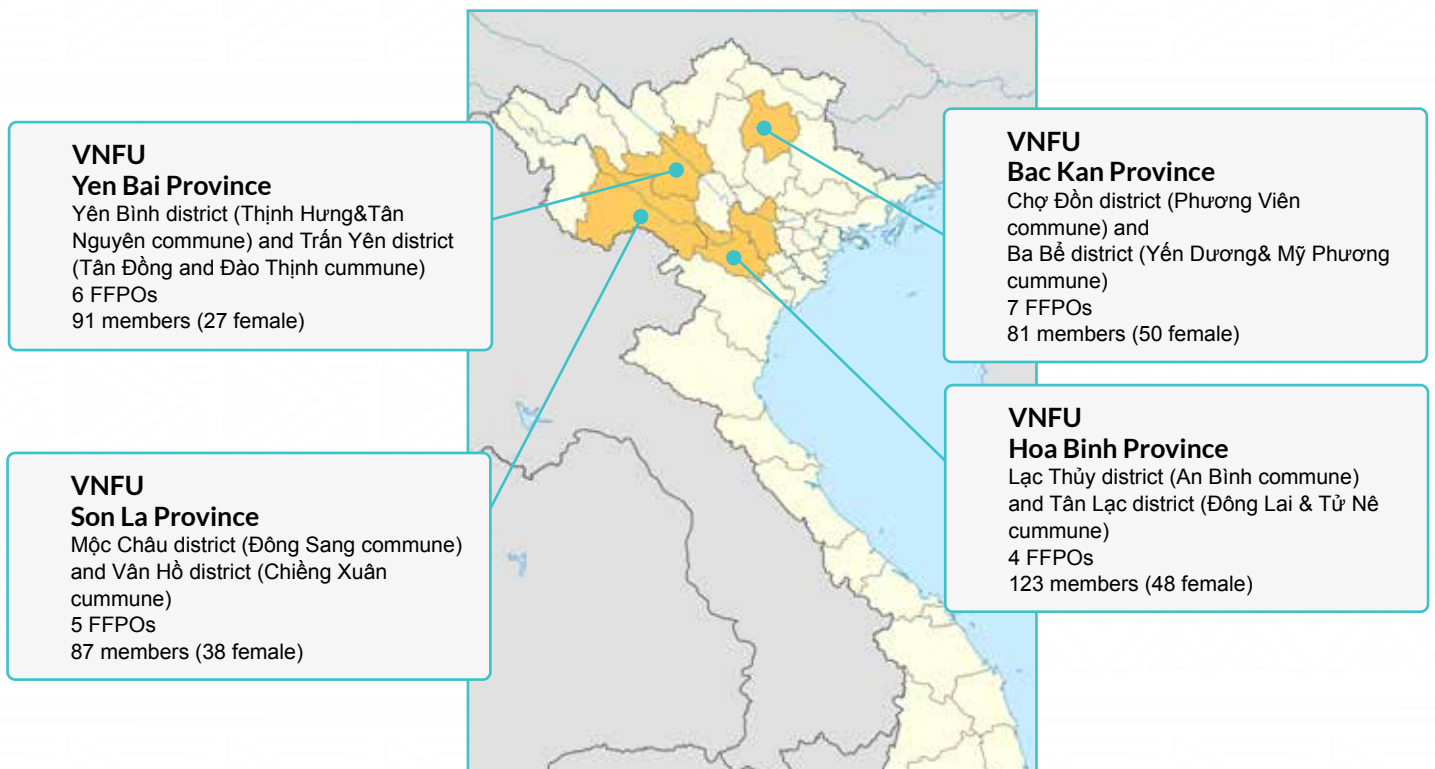 VNFU
Yen Bai Province
Yên Bình district (Thịnh Hưng&Tân
Nguyên commune) and Trấn Yên district
(Tân Đồng and Đào Thịnh cummune)
6 FFPOs
91 members (27 female)
VNFU
Son La Province
Mộc Châu district (Đông Sang commune)
and Vân Hồ district (Chiềng Xuân
cummune)
5 FFPOs
87 members (38 female)
VNFU
Bac Kan Province
Chợ Đồn district (Phương Viên
commune) and
Ba Bể district (Yến Dương& Mỹ Phương
cummune)
7 FFPOs
81 members (50 female)
VNFU
Hoa Binh Province
Lạc Thủy district (An Bình commune)
and Tân Lạc district (Đông Lai & Tử Nê
cummune)
4 FFPOs
123 members (48 female)